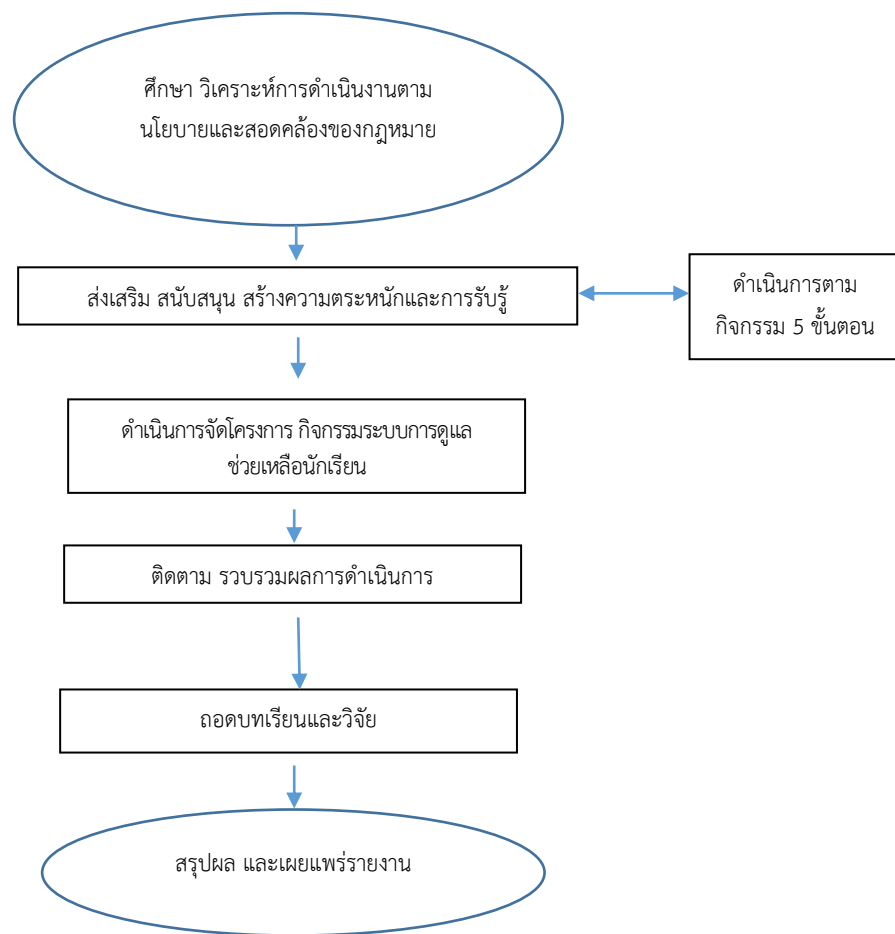 ศึกษา วิเคราะห์การดำเนินงานตาม
นโยบายและสอดคล้องของกฎหมาย
ส่งเสริม สนับสนุน สร้างความตระหนักและการรับรู้
ดำเนินการตาม
กิจกรรม 5 ขั้นตอน
ดำเนินการจัดโครงการ กิจกรรมระบบการดูแล
ช่วยเหลือนักเรียน
ติดตาม รวบรวมผลการดำเนินการ
ถอดบทเรียนและวิจัย
สรุปผล และเผยแพร่รายงาน